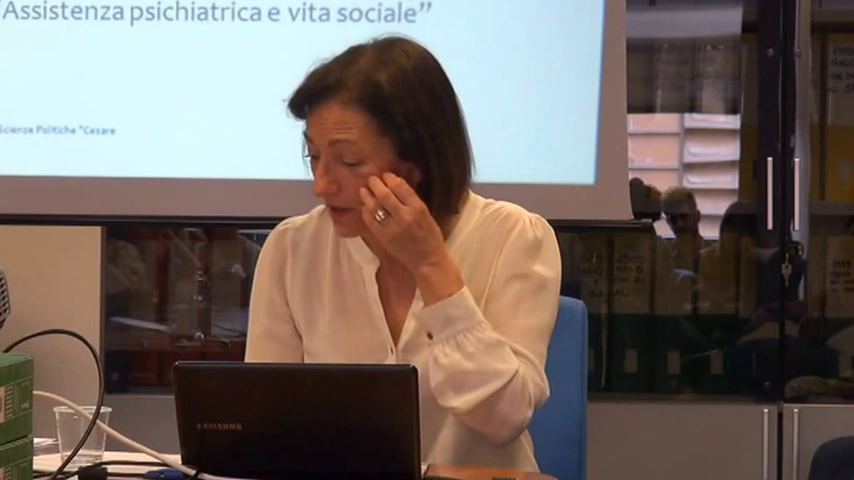 "Assistenza psichiatrica e vita sociale"
Scienze Politiche "Cesare
SAMSUNG